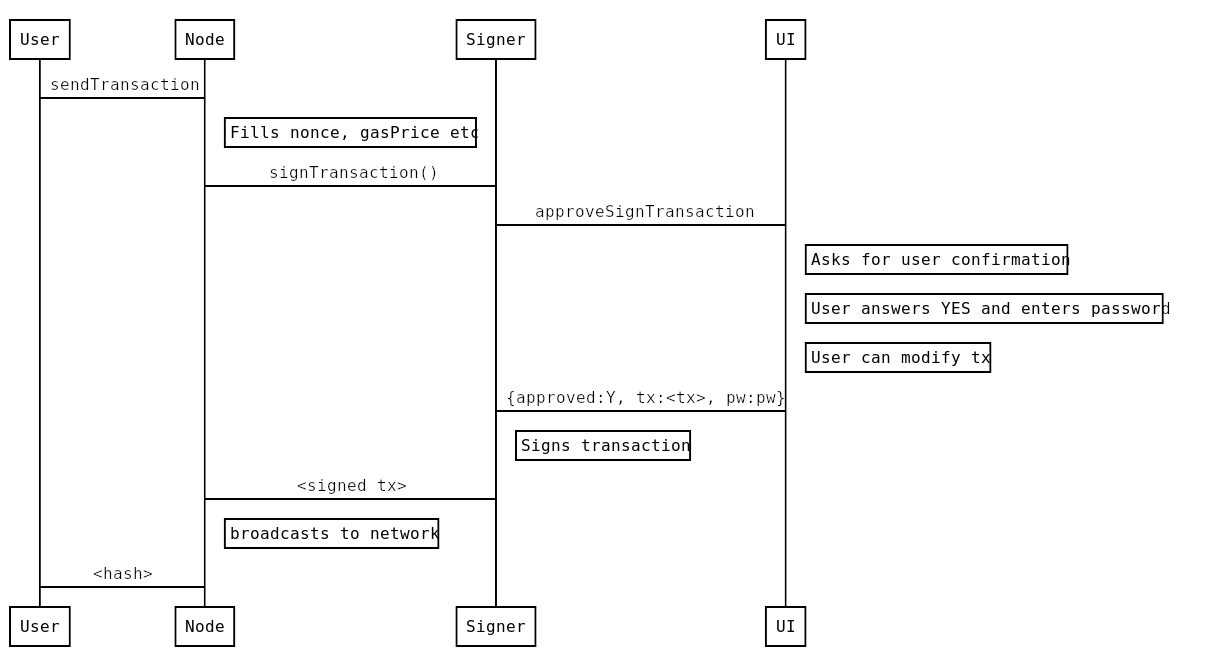 User Node Signer UI
sendTransaction
Fills nonce, gasPrice etc
signTransaction()
approveSignTransaction
Asks for user confirmation
User answers YES and enters password
User can modify tx
{approved:Y, tx:<tx>, pw:pw}
Signs transaction
<signed tx>
broadcasts to network
<hash>
User Node Signer UI